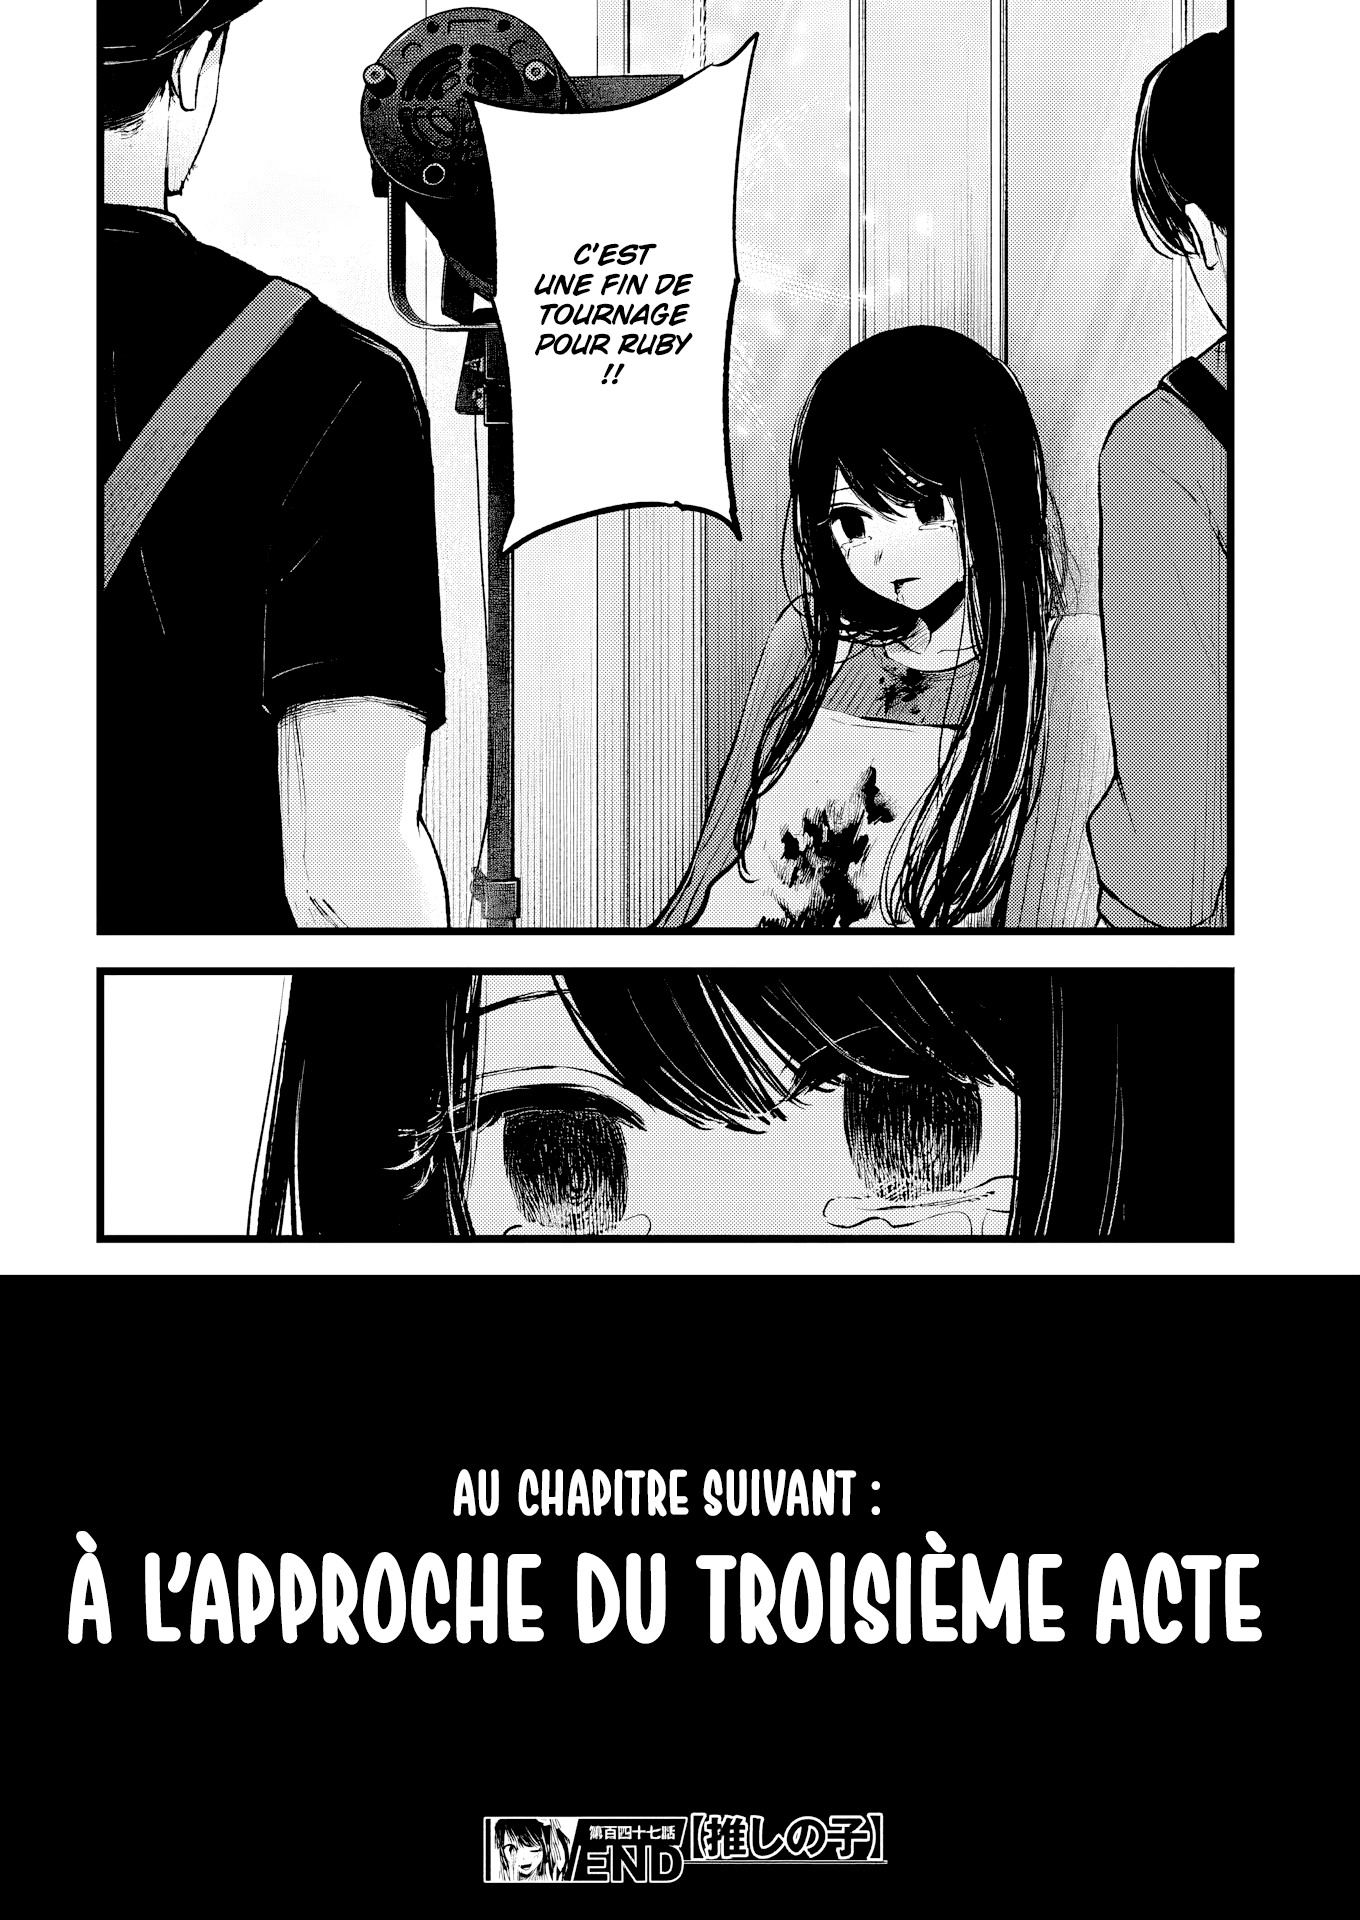 C'EST
UNE FIN DE
TOURNAGE
POUR RUBY
!!
AU CHAPITRE SUIVANT :
À L'APPROCHE DU TROISIÈME ACTE
第百四十七話
END
【推しの子】